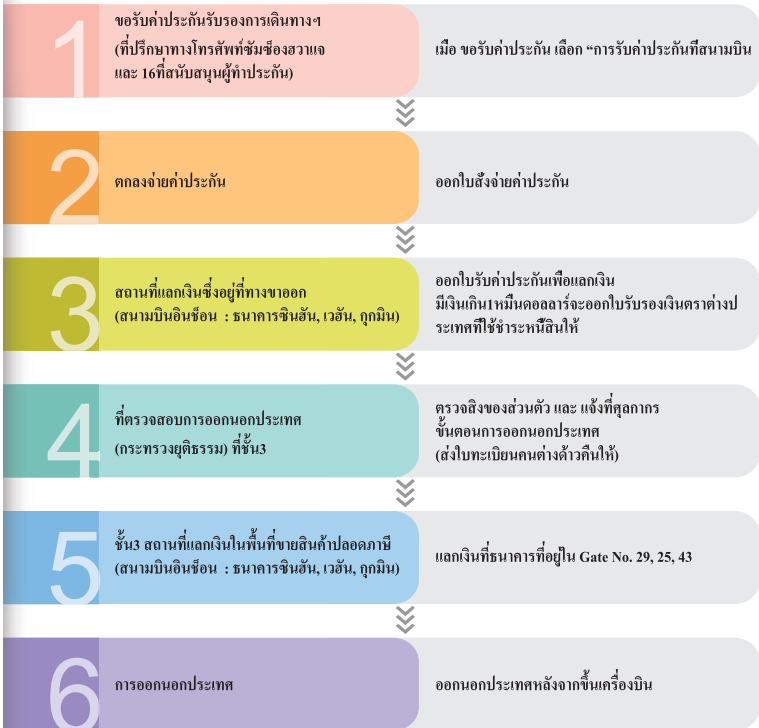 1
ขอรับค่าประกันรับรองการเดินทางฯ
(ที่ปรึกษาทางโทรศัพท์ซัมซ็องฮวาแจ
และ 16ที่สนับสนุนผู้ทำประกัน)
เมื่อ ขอรับค่าประกัน เลือก “การรับค่าประกันที่สนามบิน
2
ตกลงจ่ายค่าประกัน
ออกใบสั่งจ่ายค่าประกัน
3
สถานที่แลกเงินซึ่งอยู่ที่ทางขาออก
(สนามบินอินช็อน : ธนาคารชินฮัน, เวฮัน, กุกมิน)
ออกใบรับค่าประกันเพื่อแลกเงิน
มีเงินเกิน1หมื่นดอลลาร์จะออกใบรับรองเงินตราต่างป
ระเทศที่ใช้ชำระหนี้สินให้
4
ที่ตรวจสอบการออกนอกประเทศ
(กระทรวงยุติธรรม) ที่ชั้น3
ตรวจสิ่งของส่วนตัว และ แจ้งที่ศุลกากร
ขั้นตอนการออกนอกประเทศ
(ส่งใบทะเบียนคนต่างด้าวคืนให้)
5
ชั้น3 สถานที่แลกเงินในพื้นที่ขายสินค้าปลอดภาษี
(สนามบินอินช็อน : ธนาคารชินฮัน, เวฮัน, กุกมิน)
แลกเงินที่ธนาคารที่อยู่ใน Gate No. 29, 25, 43
6
การออกนอกประเทศ
ออกนอกประเทศหลังจากขึ้นเครื่องบิน